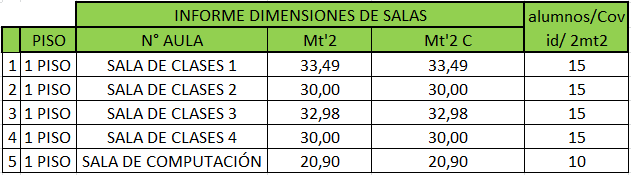 INFORME DIMENSIONES DE SALAS alumnos/Cov
PISO N° AULA Mt'2 Mt'2 C id/ 2mt2
1 1 PISO SALA DE CLASES 1 33,49 33,49 15
2 1 PISO SALA DE CLASES 2 30,00 30,00 15
3 1 PISO SALA DE CLASES 3 32,98 32,98 15
4 1 PISO SALA DE CLASES 4 30,00 30,00 15
5 1 PISO SALA DE COMPUTACIÓN 20,90 20,90 10